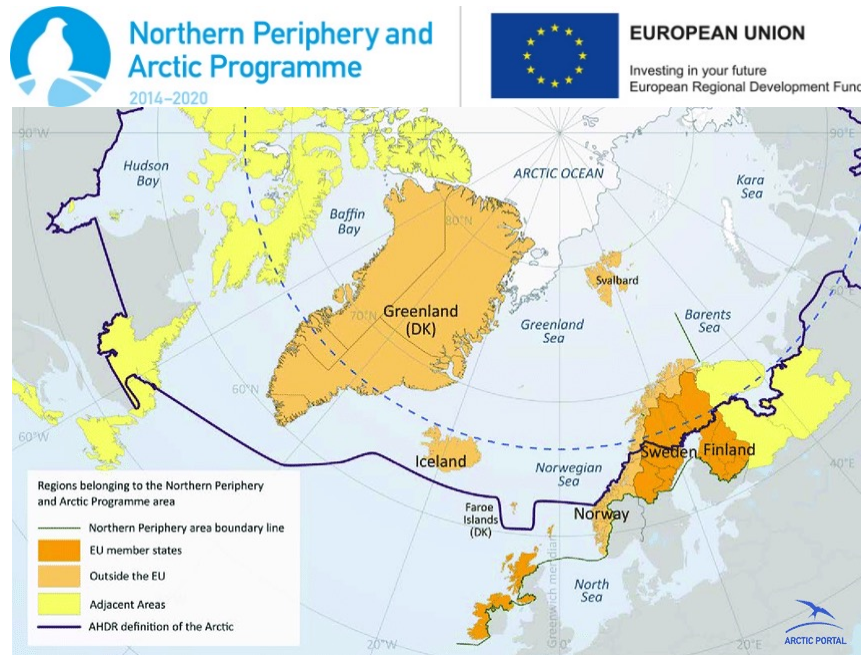 Northern Periphery and
Arctic Programme
2014–2020
EUROPEAN UNION
Investing in your future
European Regional Development Fund
90°W
90°E
Hudson
Bay
ARCTIC OCEAN
Kara
Sea
Baffin
Bay
80°N
Svalbard
Greenland
(DK)
70°N
Greenland
Sea
Barents
Sea
60°E
60°N
60°W
Iceland
Norwegian
Sea
Sweden
Finland
40°E
Faroe
Islands
(DK)
Norway
Greenwich meridian
North
Sea
Regions belonging to the Northern Periphery
and Arctic Programme area
Northern Periphery area boundary line
EU member states
Outside the EU
Adjacent Areas
AHDR definition of the Arctic
20°W
0°
20°E
ARCTIC PORTAL